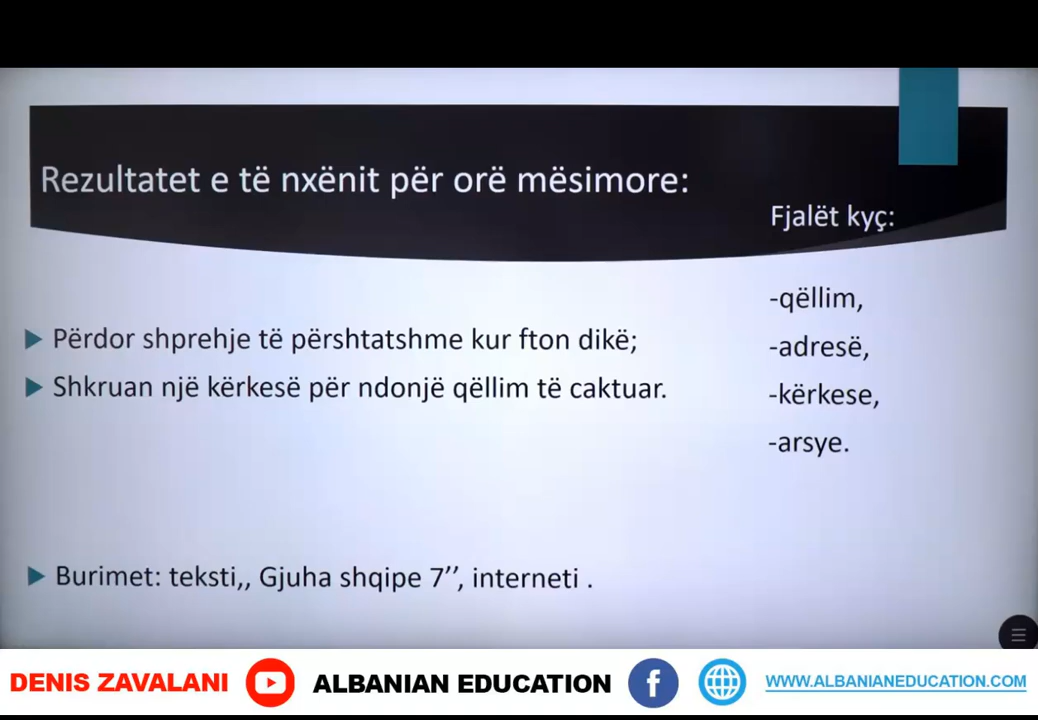 Rezultatet e të nxënit për orë mësimore:
Fjalët kyç:
-qëllim,
-adresë,
-kërkese,
-arsye.
Përdor shprehje të përshtatshme kur fton dikë;
Shkruan një kërkesë për ndonjë qëllim të caktuar.
Burimet: teksti,, Gjuha shqipe 7’’, interneti .
DENIS ZAVALANI ALBANIAN EDUCATION f WWW.ALBANIANEDUCATION.COM